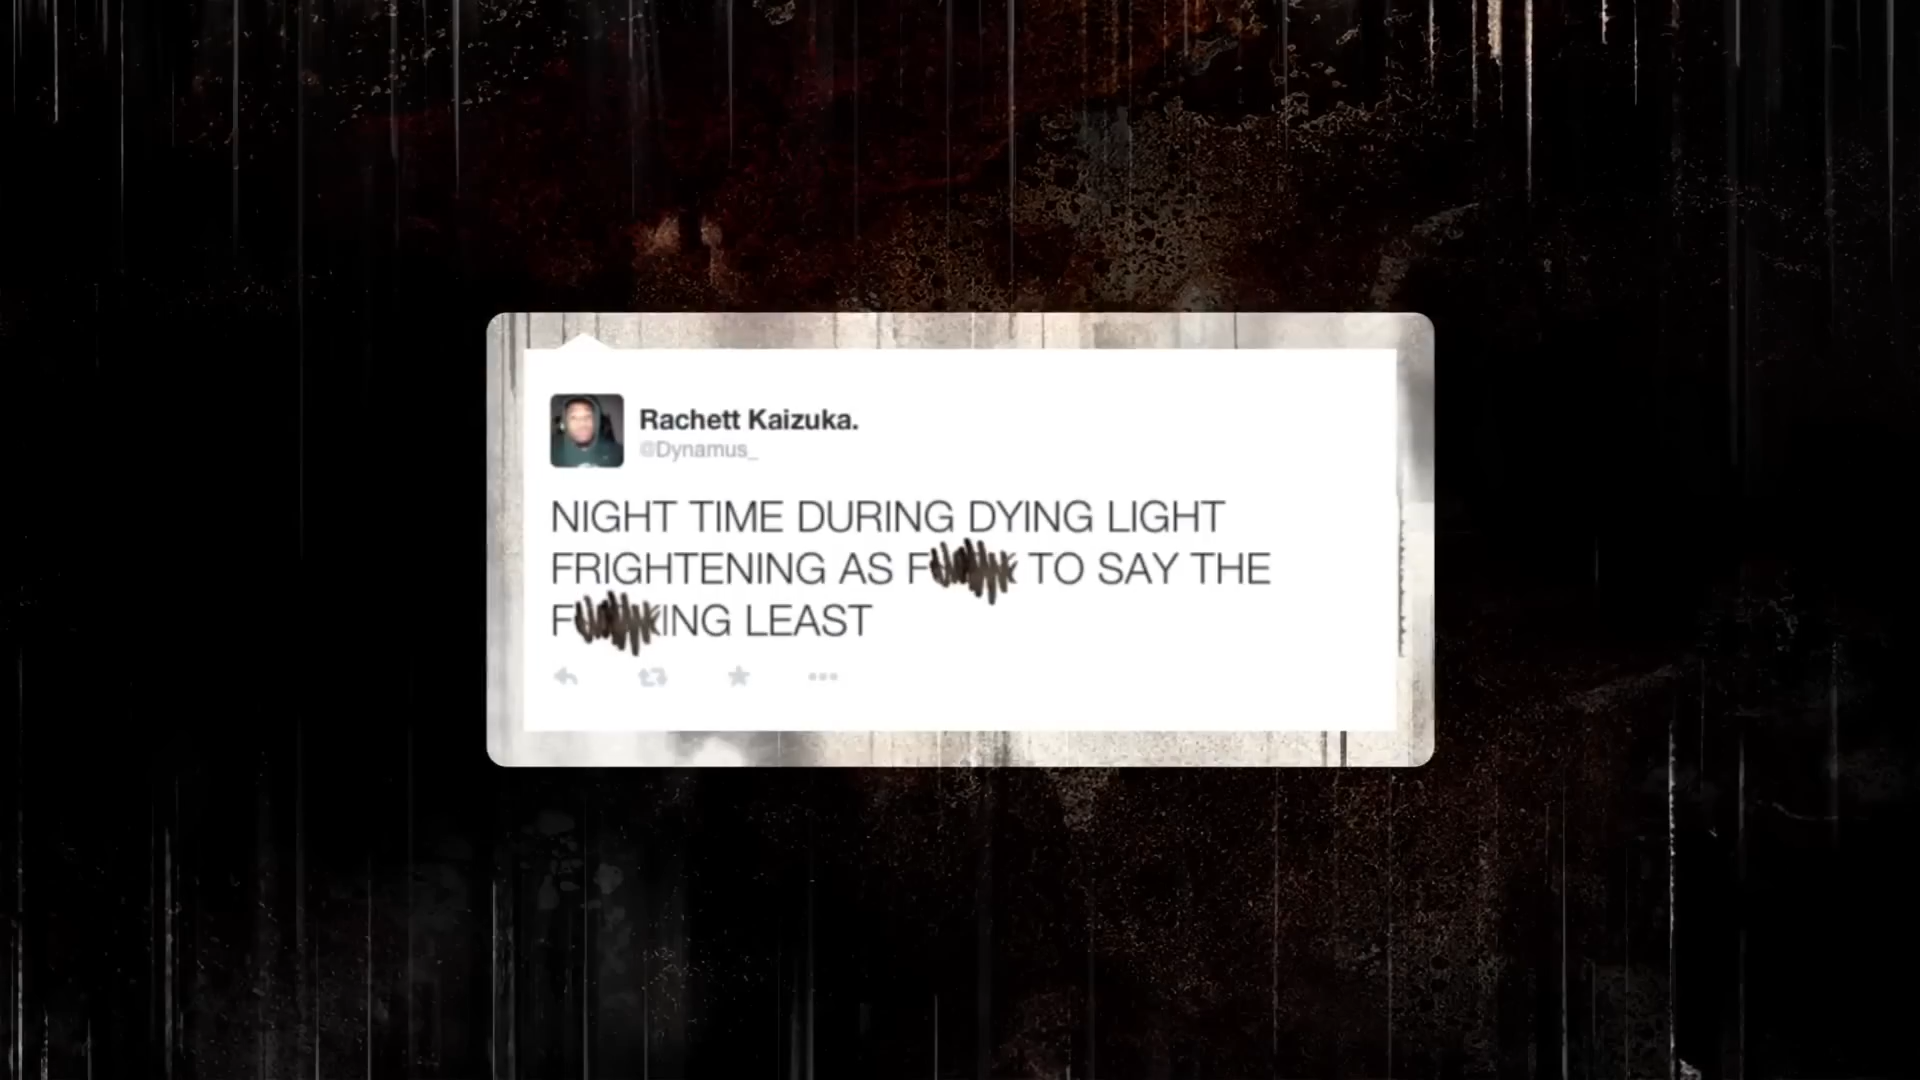 Rachett Kaizuka.
@Dynamus_
NIGHT TIME DURING DYING LIGHT
FRIGHTENING AS F TO SAY THE
F ING LEAST